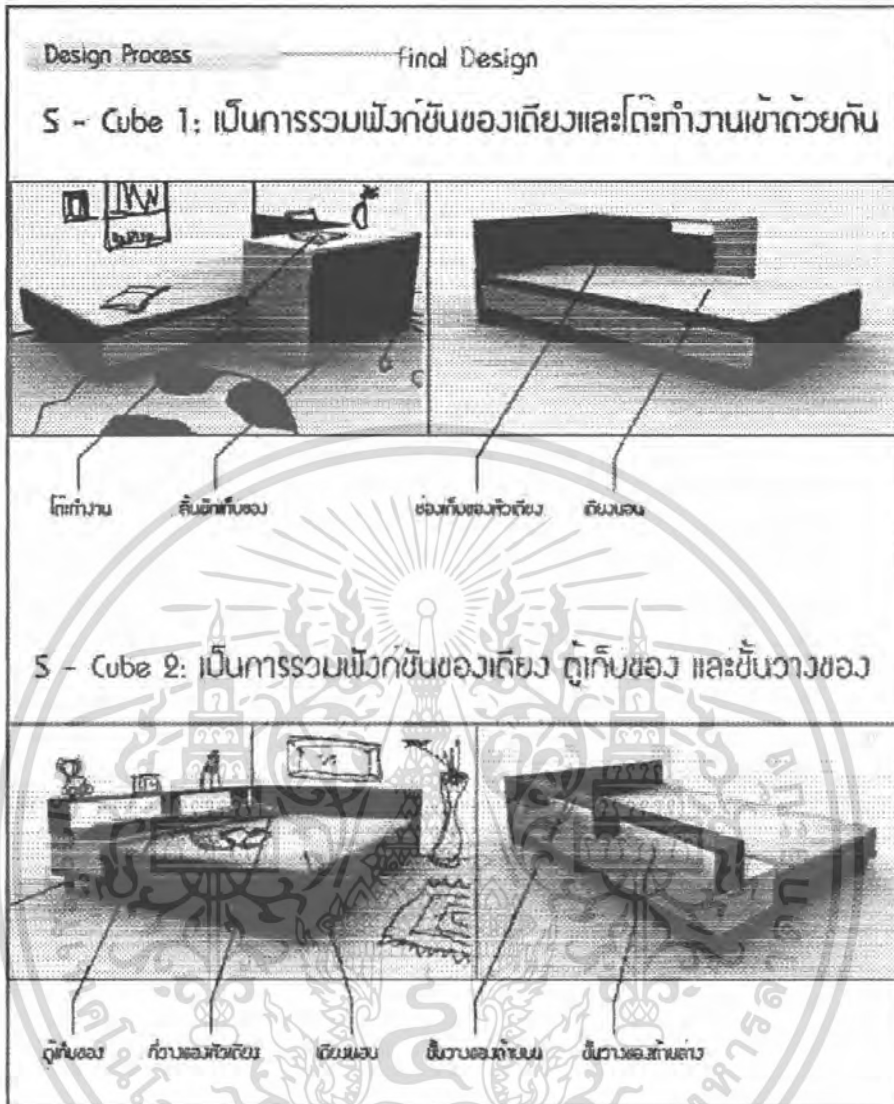 Design Process final Design
S - Cube 1: เป็นการรวมฟังก์ชันของเตียงและโต๊ะทำงานเข้าด้วยกัน
โต๊ะทำงาน ลิ้นชักเก็บของ ช่องเก็บของหัวเตียง เตียงนอน
S - Cube 2: เป็นการรวมฟังก์ชันของเตียง ตู้เก็บของ และชั้นวางของ
ตู้เก็บของ ที่วางของหัวเตียง เตียงนอน ชั้นวางของด้านบน ชั้นวางของด้านล่าง